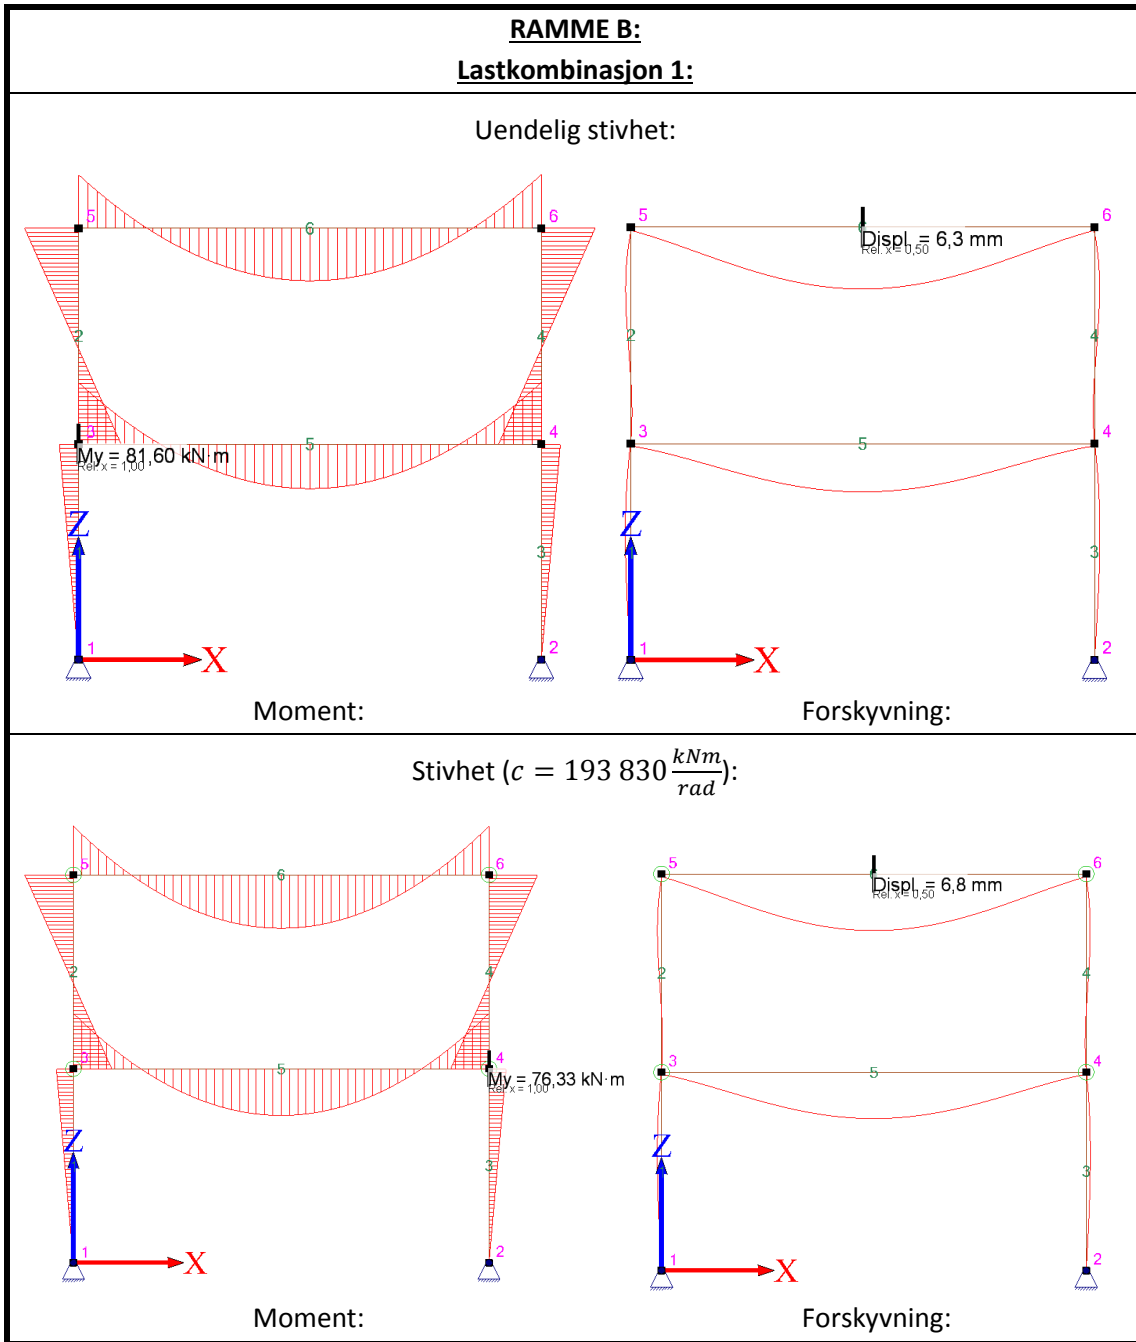 RAMME B:
Lastkombinasjon 1:
Uendelig stivhet:
5
6
6
2
4
3
4
5
My = 81,60 kN·m
Rel. x = 1,00
Z
3
1
X
2
Moment:
5
6
Displ. = 6,3 mm
Rel. x = 0,50
2
4
3
4
5
Z
3
1
X
2
Forskyvning:
Stivhet (c = 193 830 kNm/rad):
5
6
6
2
4
3
4
5
My = 76,33 kN·m
Rel. x = 1,00
Z
3
1
X
2
Moment:
5
6
Displ. = 6,8 mm
Rel. x = 0,50
2
4
3
4
5
Z
3
1
X
2
Forskyvning: